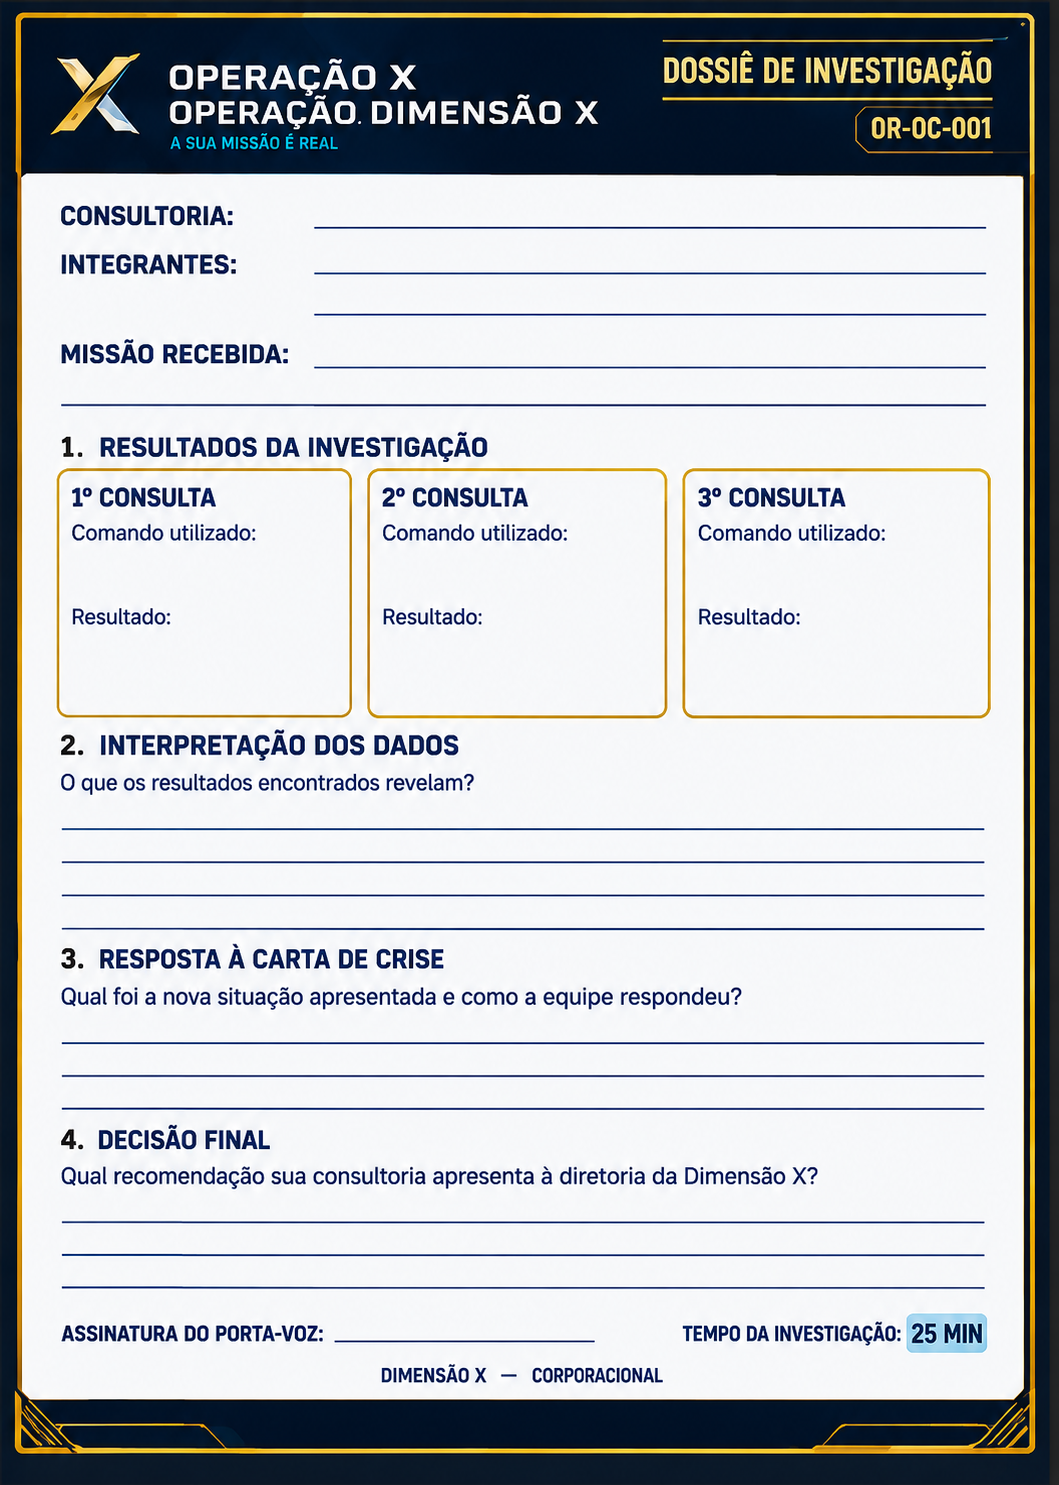 OPERAÇÃO X
OPERAÇÃO. DIMENSÃO X
A SUA MISSÃO É REAL
DOSSIÊ DE INVESTIGAÇÃO
OR-OC-001
CONSULTORIA:
INTEGRANTES:
MISSÃO RECEBIDA:
1. RESULTADOS DA INVESTIGAÇÃO
1º CONSULTA
Comando utilizado:
Resultado:
2º CONSULTA
Comando utilizado:
Resultado:
3º CONSULTA
Comando utilizado:
Resultado:
2. INTERPRETAÇÃO DOS DADOS
O que os resultados encontrados revelam?
3. RESPOSTA À CARTA DE CRISE
Qual foi a nova situação apresentada e como a equipe respondeu?
4. DECISÃO FINAL
Qual recomendação sua consultoria apresenta à diretoria da Dimensão X?
ASSINATURA DO PORTA-VOZ:
TEMPO DA INVESTIGAÇÃO: 25 MIN
DIMENSÃO X — CORPORACIONAL